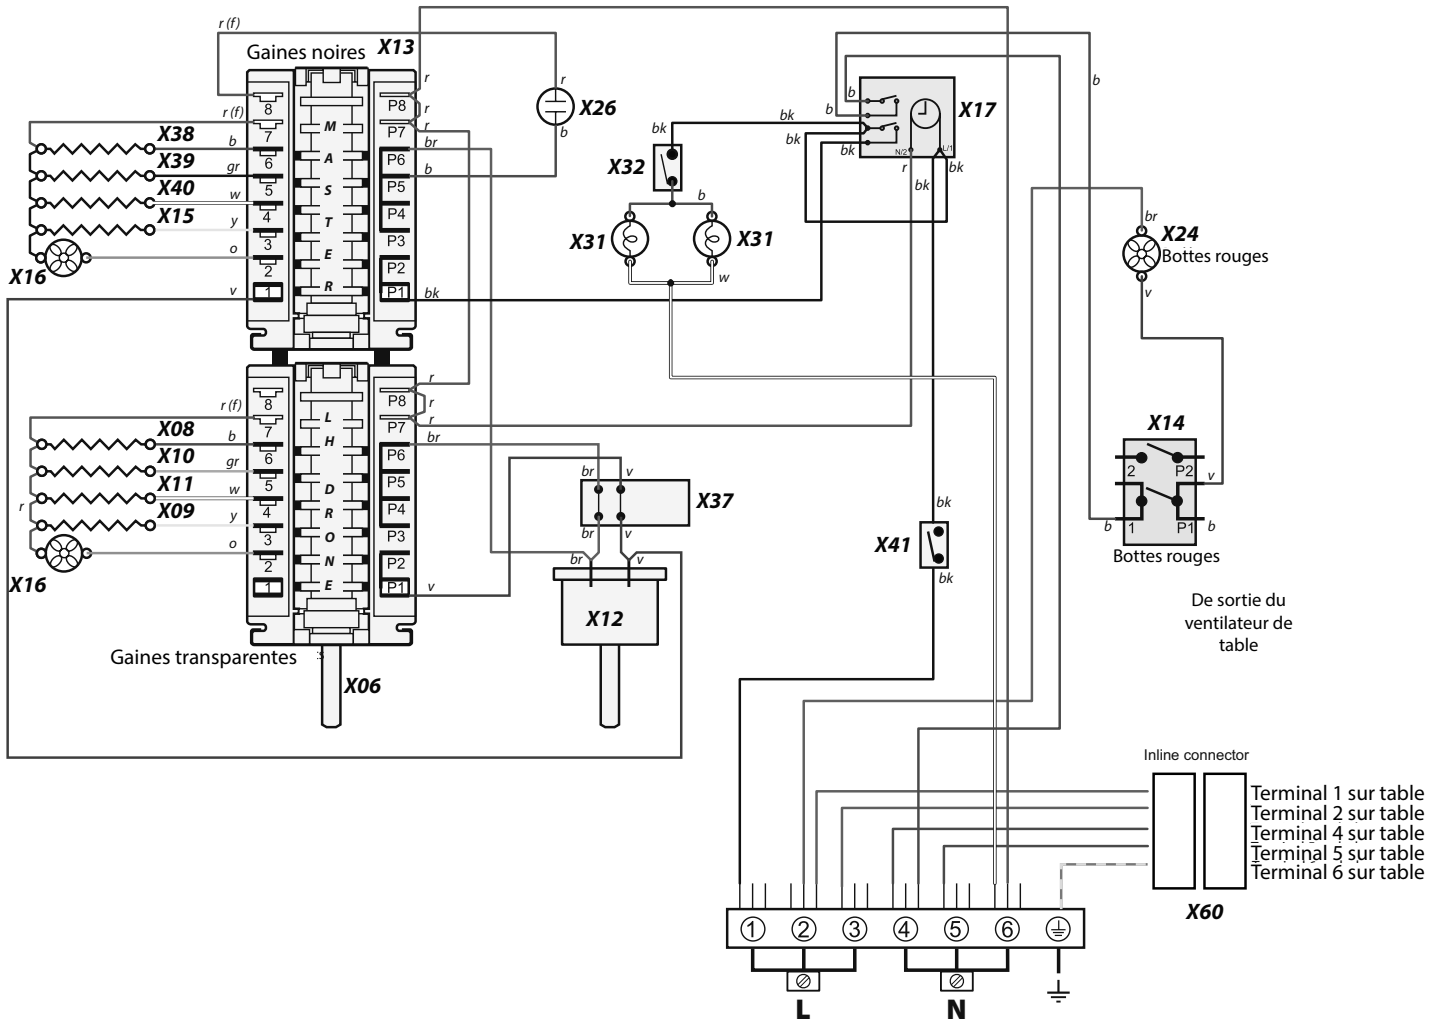 r (f)
Gaines noires
X13
r
r
b
8
P8
X26
b
b
X17
r (f)
7
r
r
P7
b
bk
bk
bk
bk
N/2
L/1
X38
b
6
M
br
P6
X32
r
bk
bk
X39
gr
5
A
b
P5
X40
w
4
S
P4
b
X15
y
3
T
P3
X31
X31
br
X24
Bottes rouges
X16
o
2
E
P2
w
v
v
1
R
P1
bk
r
8
P8
r
r (f)
7
L
P7
r
X14
X08
b
6
H
br
P6
X10
gr
5
P5
br
v
2
P2
v
X11
w
4
D
P4
X37
r
X09
y
3
R
P3
bk
br
v
b
1
P1
b
o
2
O
P2
br
v
X41
Bottes rouges
X16
1
N
P1
v
bk
E
X12
De sortie du
ventilateur de
table
Gaines transparentes
X06
Inline connector
Terminal 1 sur table
Terminal 2 sur table
Terminal 4 sur table
Terminal 5 sur table
Terminal 6 sur table
X60
1
2
3
4
5
6
L
N